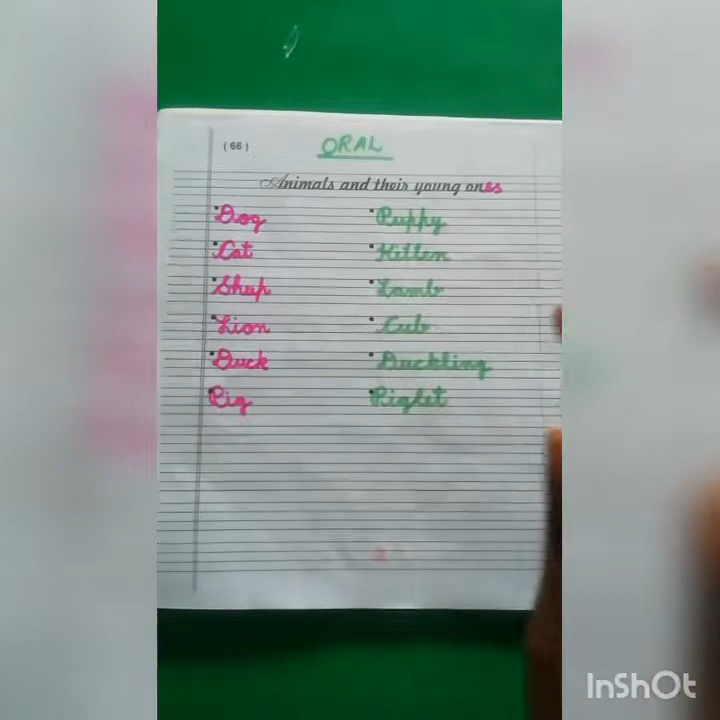 ( 66 )
ORAL
Animals and their young ones
Dog Puppy
Cat Kitten
Sheep Lamb
Lion Cub
Duck Duckling
Pig Piglet
InShOt